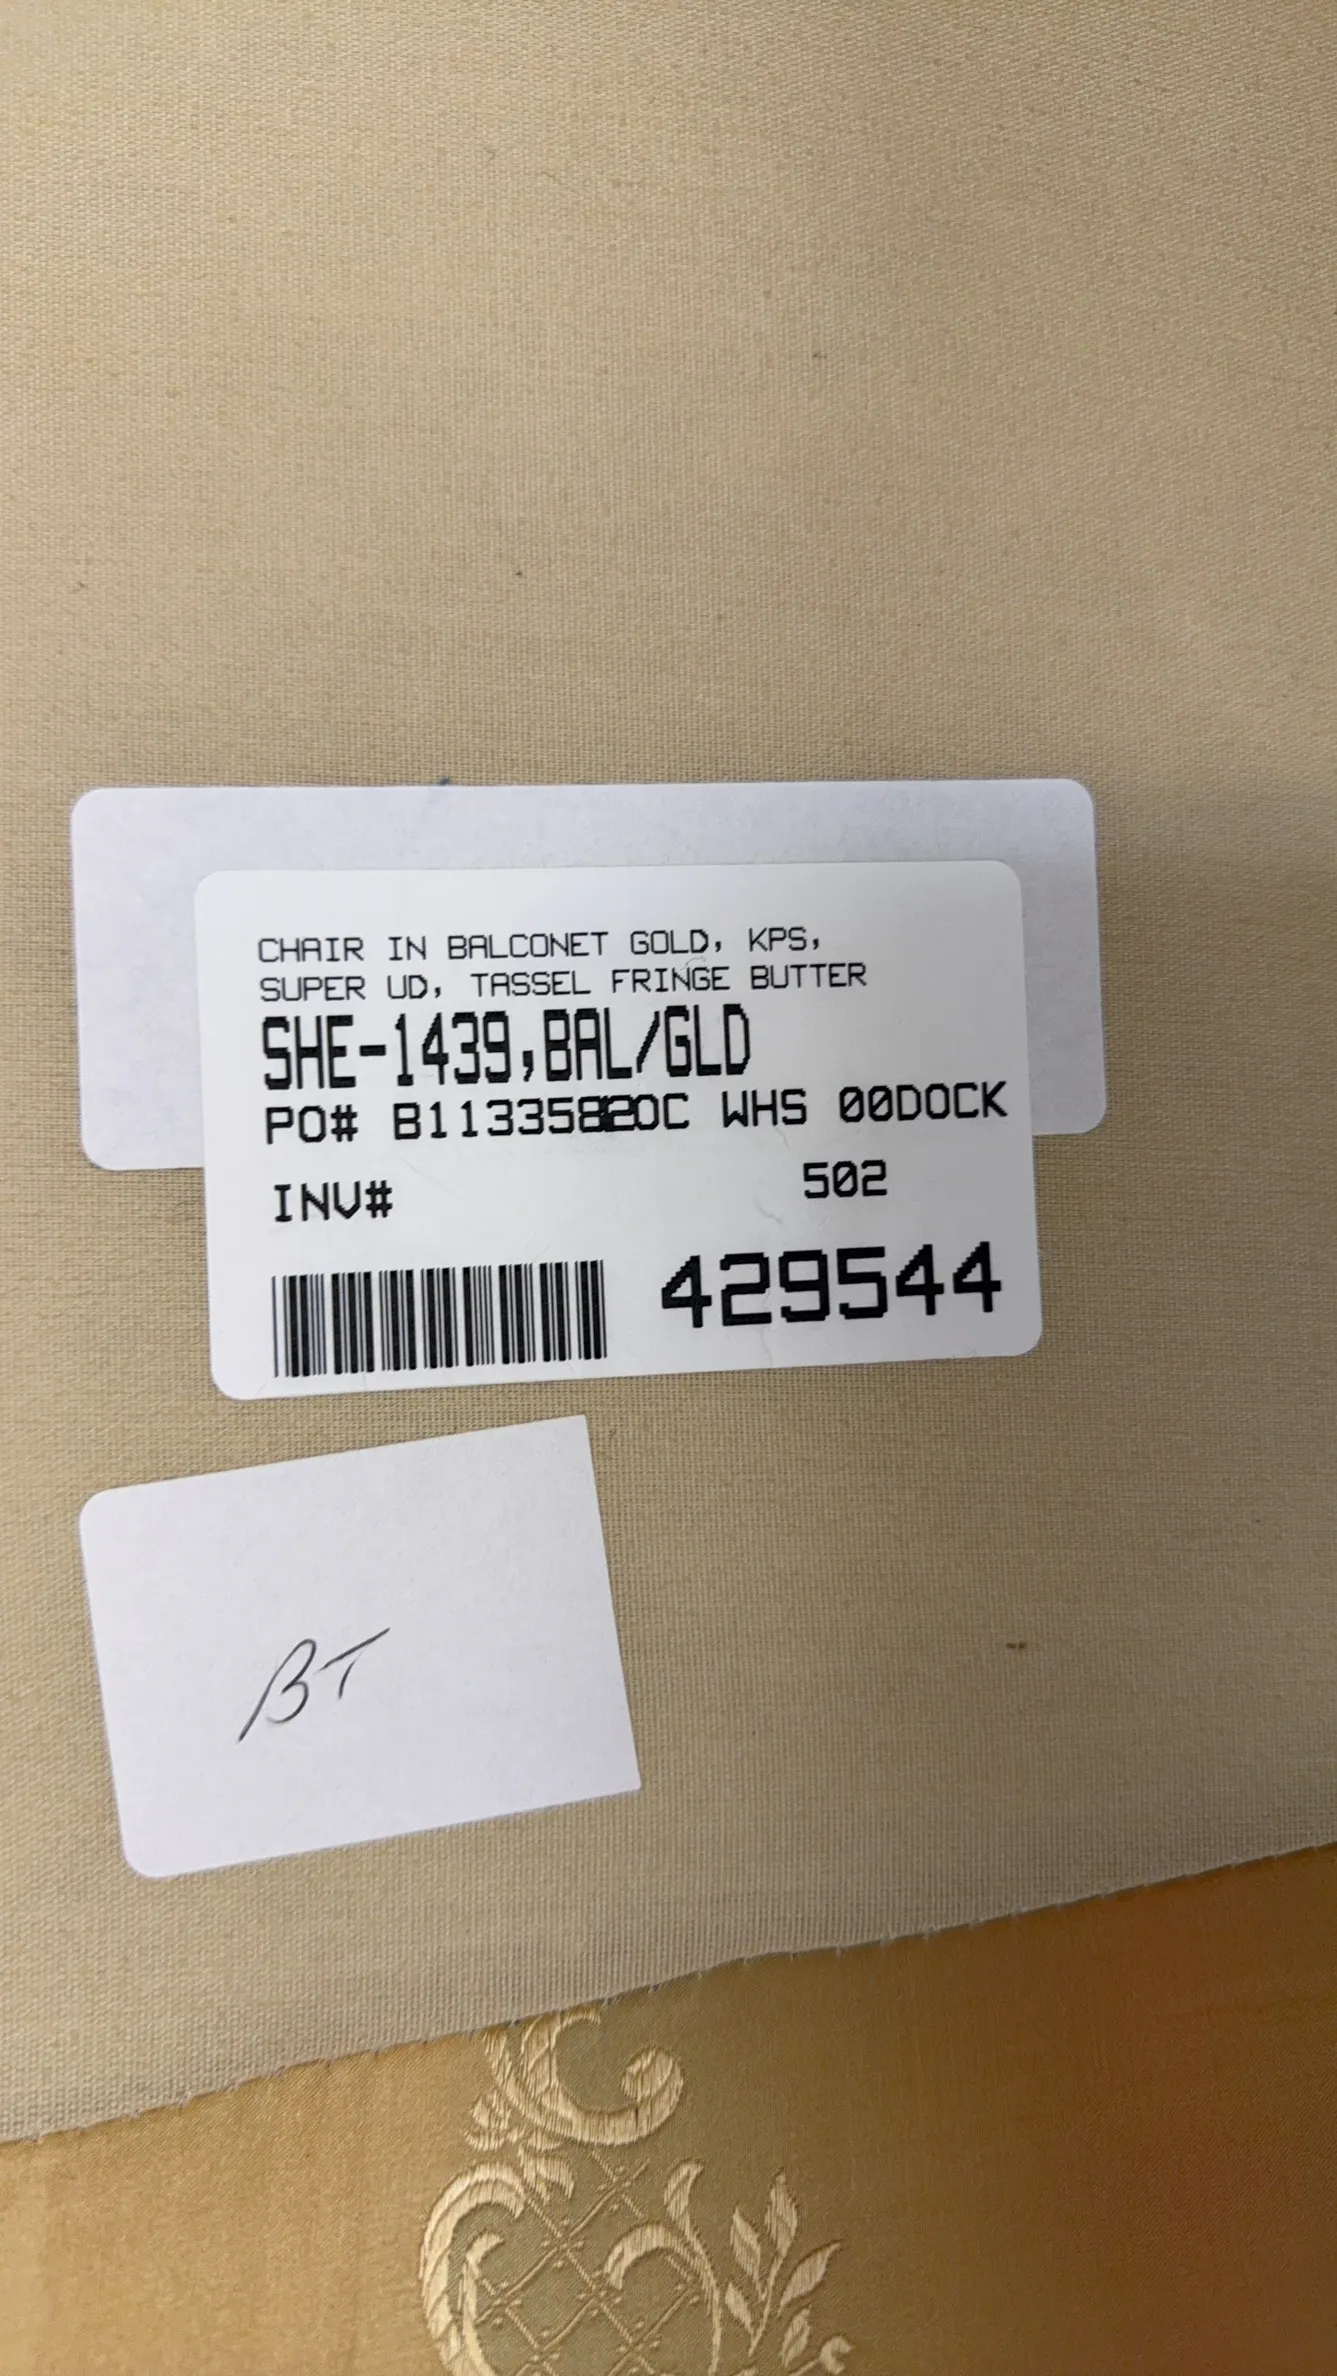 CHAIR IN BALCONET GOLD, KPS,
SUPER UD, TASSEL FRINGE BUTTER
SHE-1439,BAL/GLD
PO# WHS 00DOCK
INV# 502
429544
BT